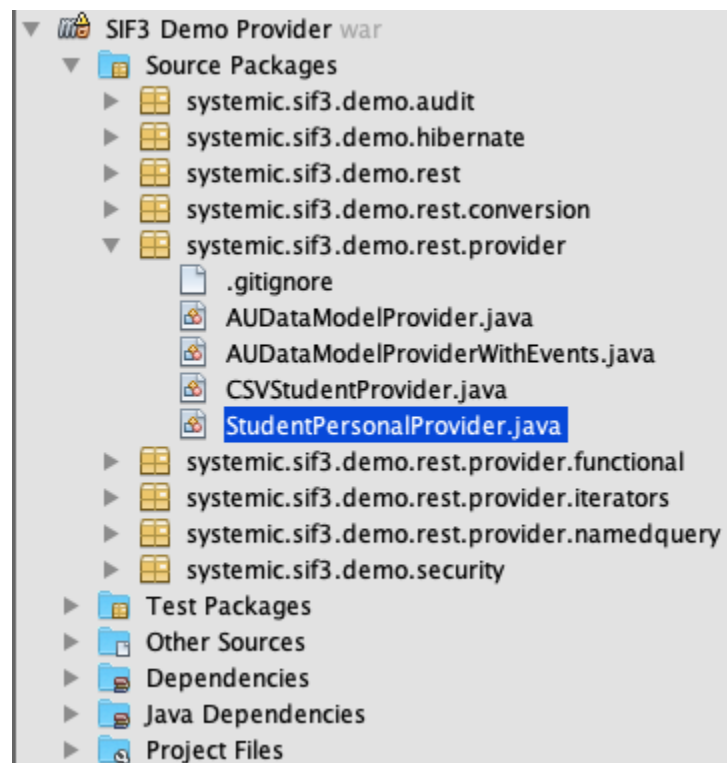 SIF3 Demo Provider war
Source Packages
systemic.sif3.demo.audit
systemic.sif3.demo.hibernate
systemic.sif3.demo.rest
systemic.sif3.demo.rest.conversion
systemic.sif3.demo.rest.provider
.gitignore
AUDataModelProvider.java
AUDataModelProviderWithEvents.java
CSVStudentProvider.java
StudentPersonalProvider.java
systemic.sif3.demo.rest.provider.functional
systemic.sif3.demo.rest.provider.iterators
systemic.sif3.demo.rest.provider.namedquery
systemic.sif3.demo.security
Test Packages
Other Sources
Dependencies
Java Dependencies
Project Files